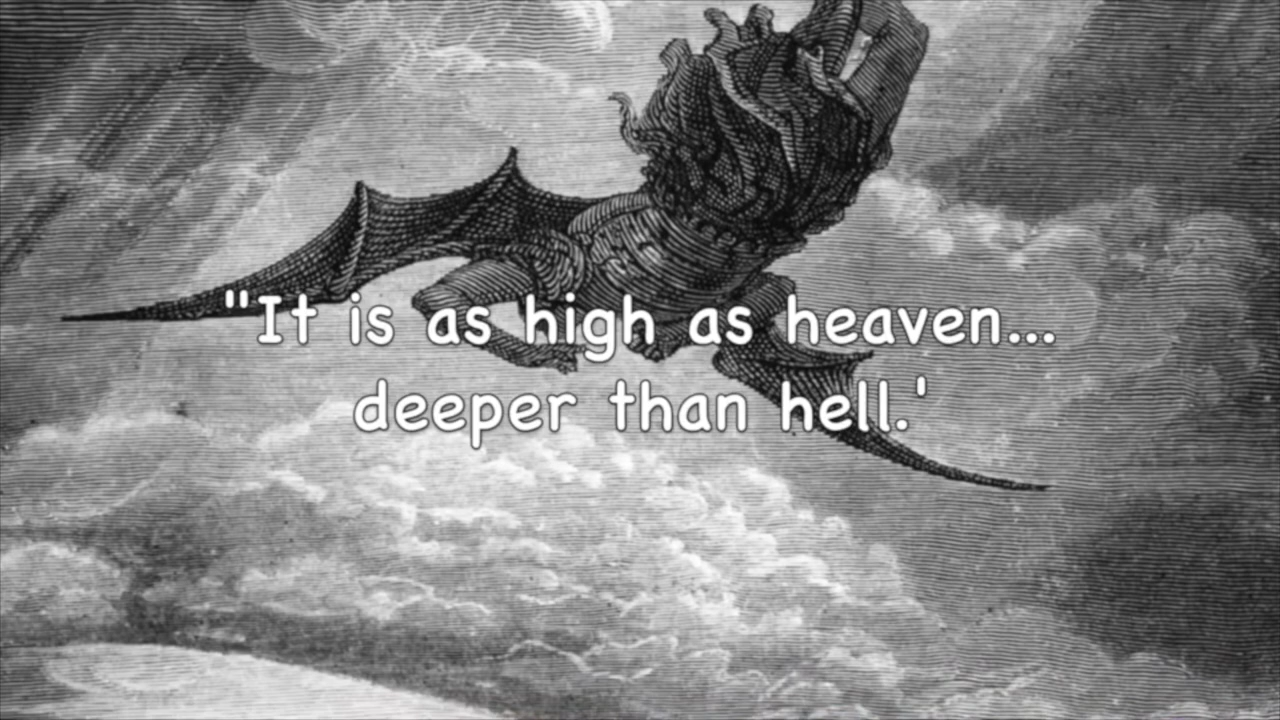 "It is as high as heaven...
deeper than hell.'